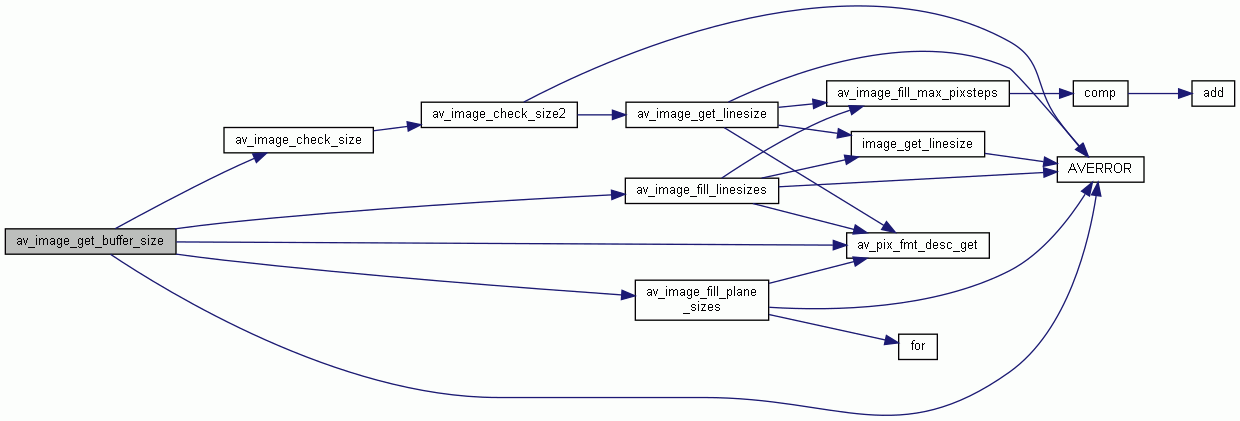 av_image_get_buffer_size
av_image_check_size
av_image_check_size2
av_image_get_linesize
av_image_fill_max_pixsteps
comp
add
image_get_linesize
AVERROR
av_image_fill_linesizes
av_pix_fmt_desc_get
av_image_fill_plane
_sizes
for